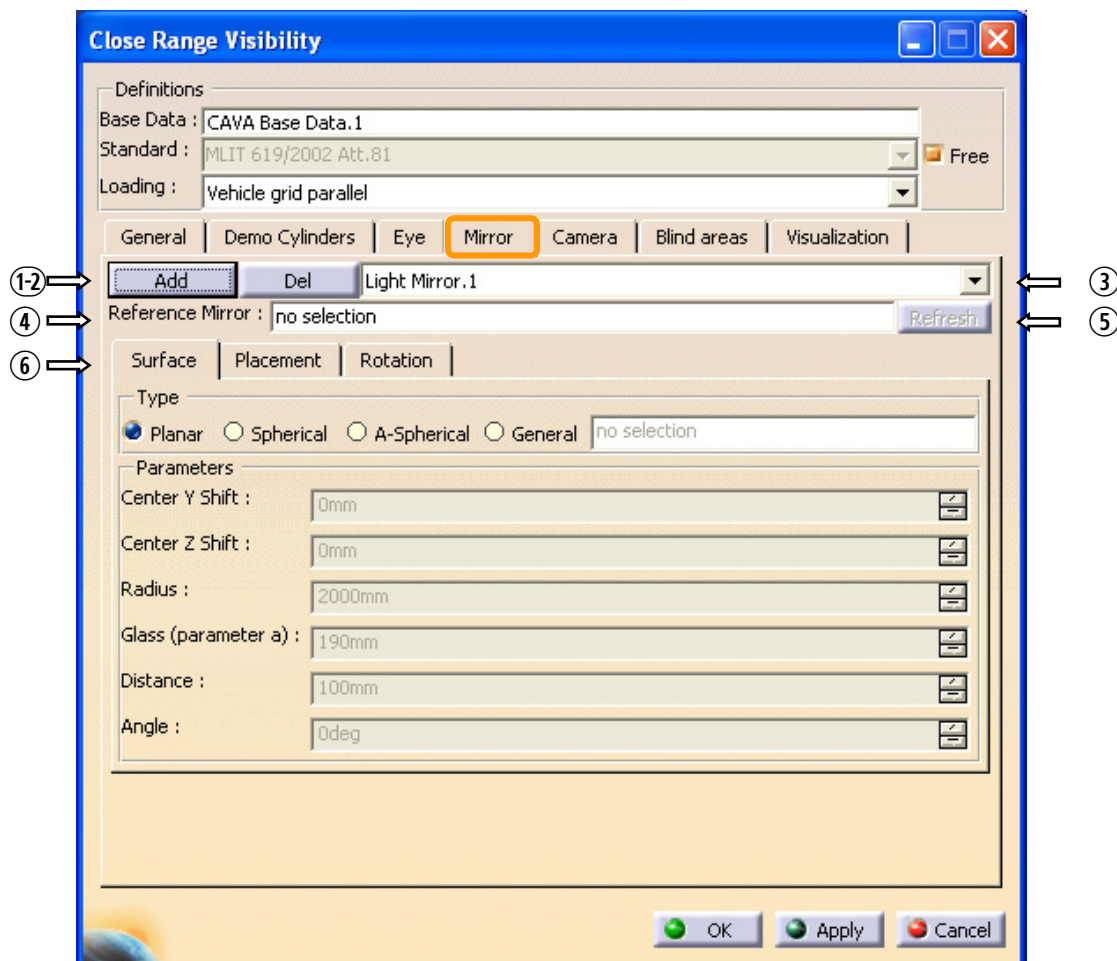 Close Range Visibility
Definitions
Base Data : CAVA Base Data.1
Standard : MLIT 619/2002 Att.81 Free
Loading : Vehicle grid parallel
General Demo Cylinders Eye Mirror Camera Blind areas Visualization
①-② Add Del Light Mirror.1 ③
④ Reference Mirror : no selection Refresh ⑤
⑥ Surface Placement Rotation
Type
Planar Spherical A-Spherical General no selection
Parameters
Center Y Shift : 0mm
Center Z Shift : 0mm
Radius : 2000mm
Glass (parameter a) : 190mm
Distance : 100mm
Angle : 0deg
OK Apply Cancel